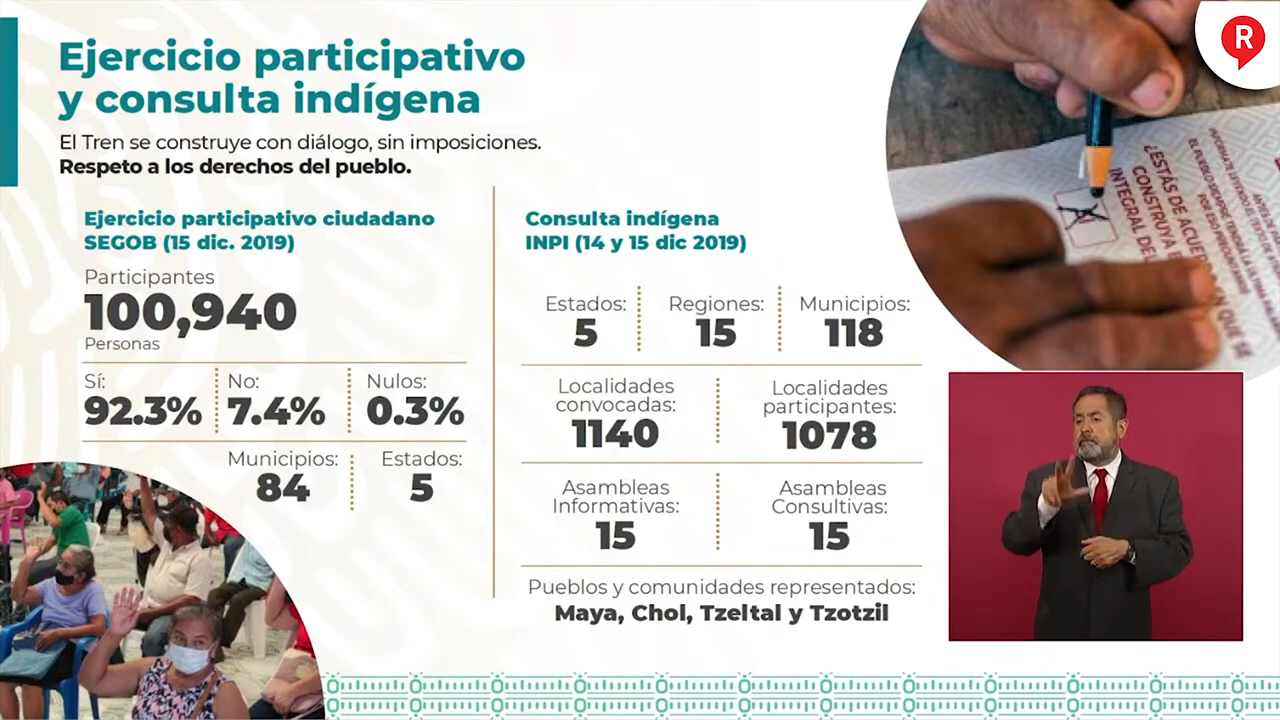 Ejercicio participativo
y consulta indígena
El Tren se construye con diálogo, sin imposiciones.
Respeto a los derechos del pueblo.
Ejercicio participativo ciudadano
SEGOB (15 dic. 2019)
Participantes
100,940
Personas
Sí: No: Nulos:
92.3% 7.4% 0.3%
Municipios: Estados:
84 5
Consulta indígena
INPI (14 y 15 dic 2019)
Estados: Regiones: Municipios:
5 15 118
Localidades convocadas: Localidades participantes:
1140 1078
Asambleas Informativas: Asambleas Consultivas:
15 15
Pueblos y comunidades representados:
Maya, Chol, Tzeltal y Tzotzil
R
¿ESTÁS DE ACUER
N QUE SE
CONSTRUYA E
INTEGRAL DE